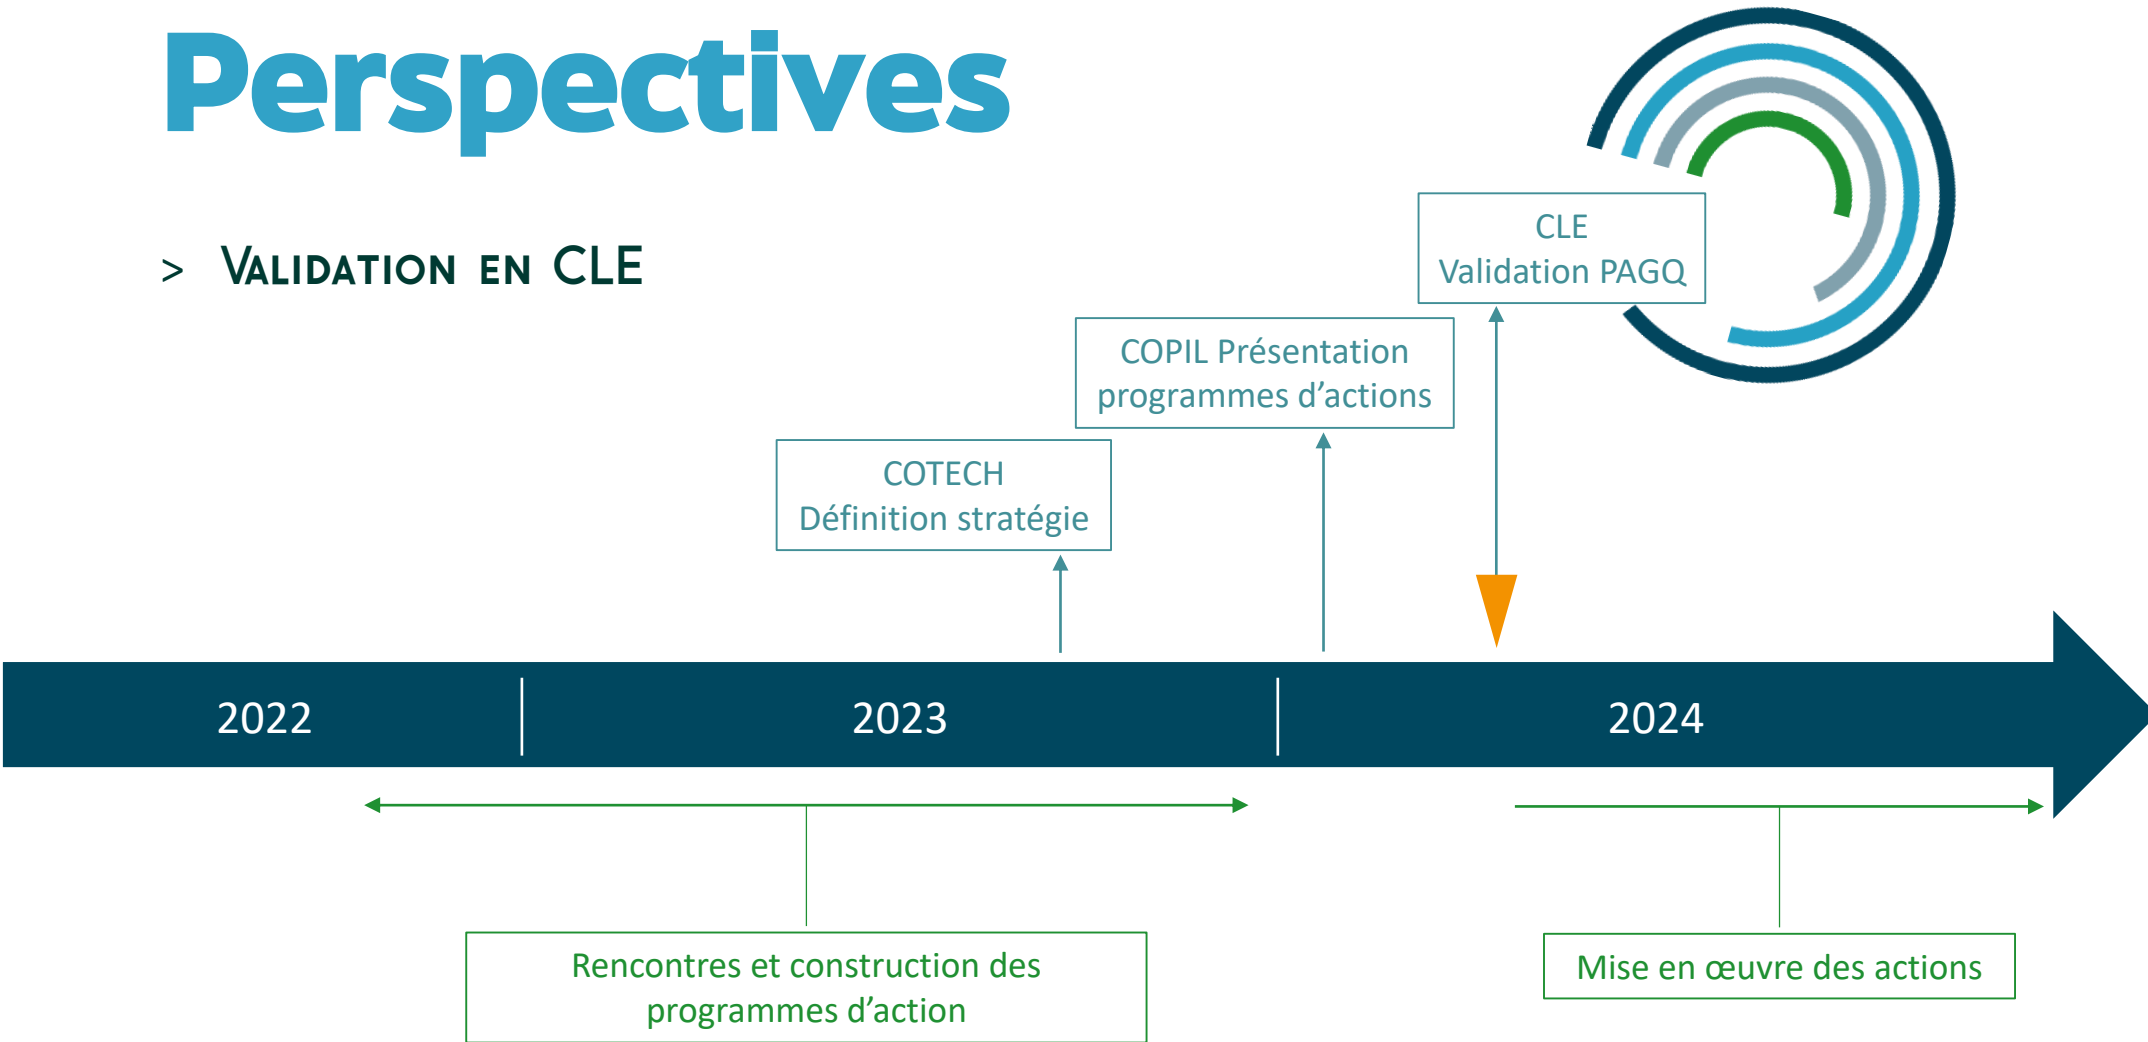 Perspectives
> VALIDATION EN CLE
CLE
Validation PAGQ
COPIL Présentation
programmes d’actions
COTECH
Définition stratégie
2022
2023
2024
Rencontres et construction des
programmes d’action
Mise en œuvre des actions